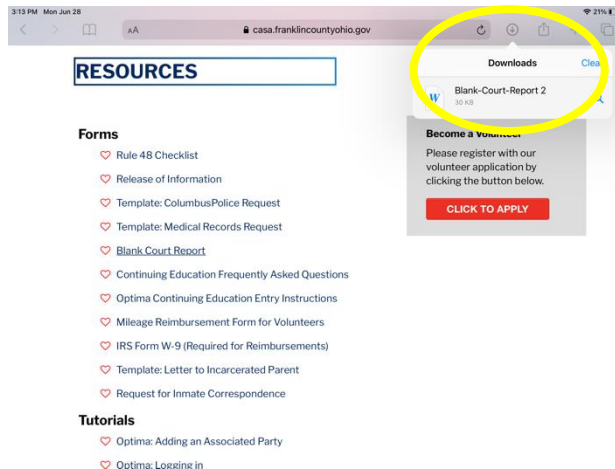 3:13 PM Mon Jun 28
21%
AA
casa.franklincountyohio.gov
Downloads
Clear
W
Blank-Court-Report 2
30 KB
RESOURCES
Forms
Rule 48 Checklist
Release of Information
Template: ColumbusPolice Request
Template: Medical Records Request
Blank Court Report
Continuing Education Frequently Asked Questions
Optima Continuing Education Entry Instructions
Mileage Reimbursement Form for Volunteers
IRS Form W-9 (Required for Reimbursements)
Template: Letter to Incarcerated Parent
Request for Inmate Correspondence
Tutorials
Optima: Adding an Associated Party
Optima: Logging in
Become a Volunteer
Please register with our
volunteer application by
clicking the button below.
CLICK TO APPLY